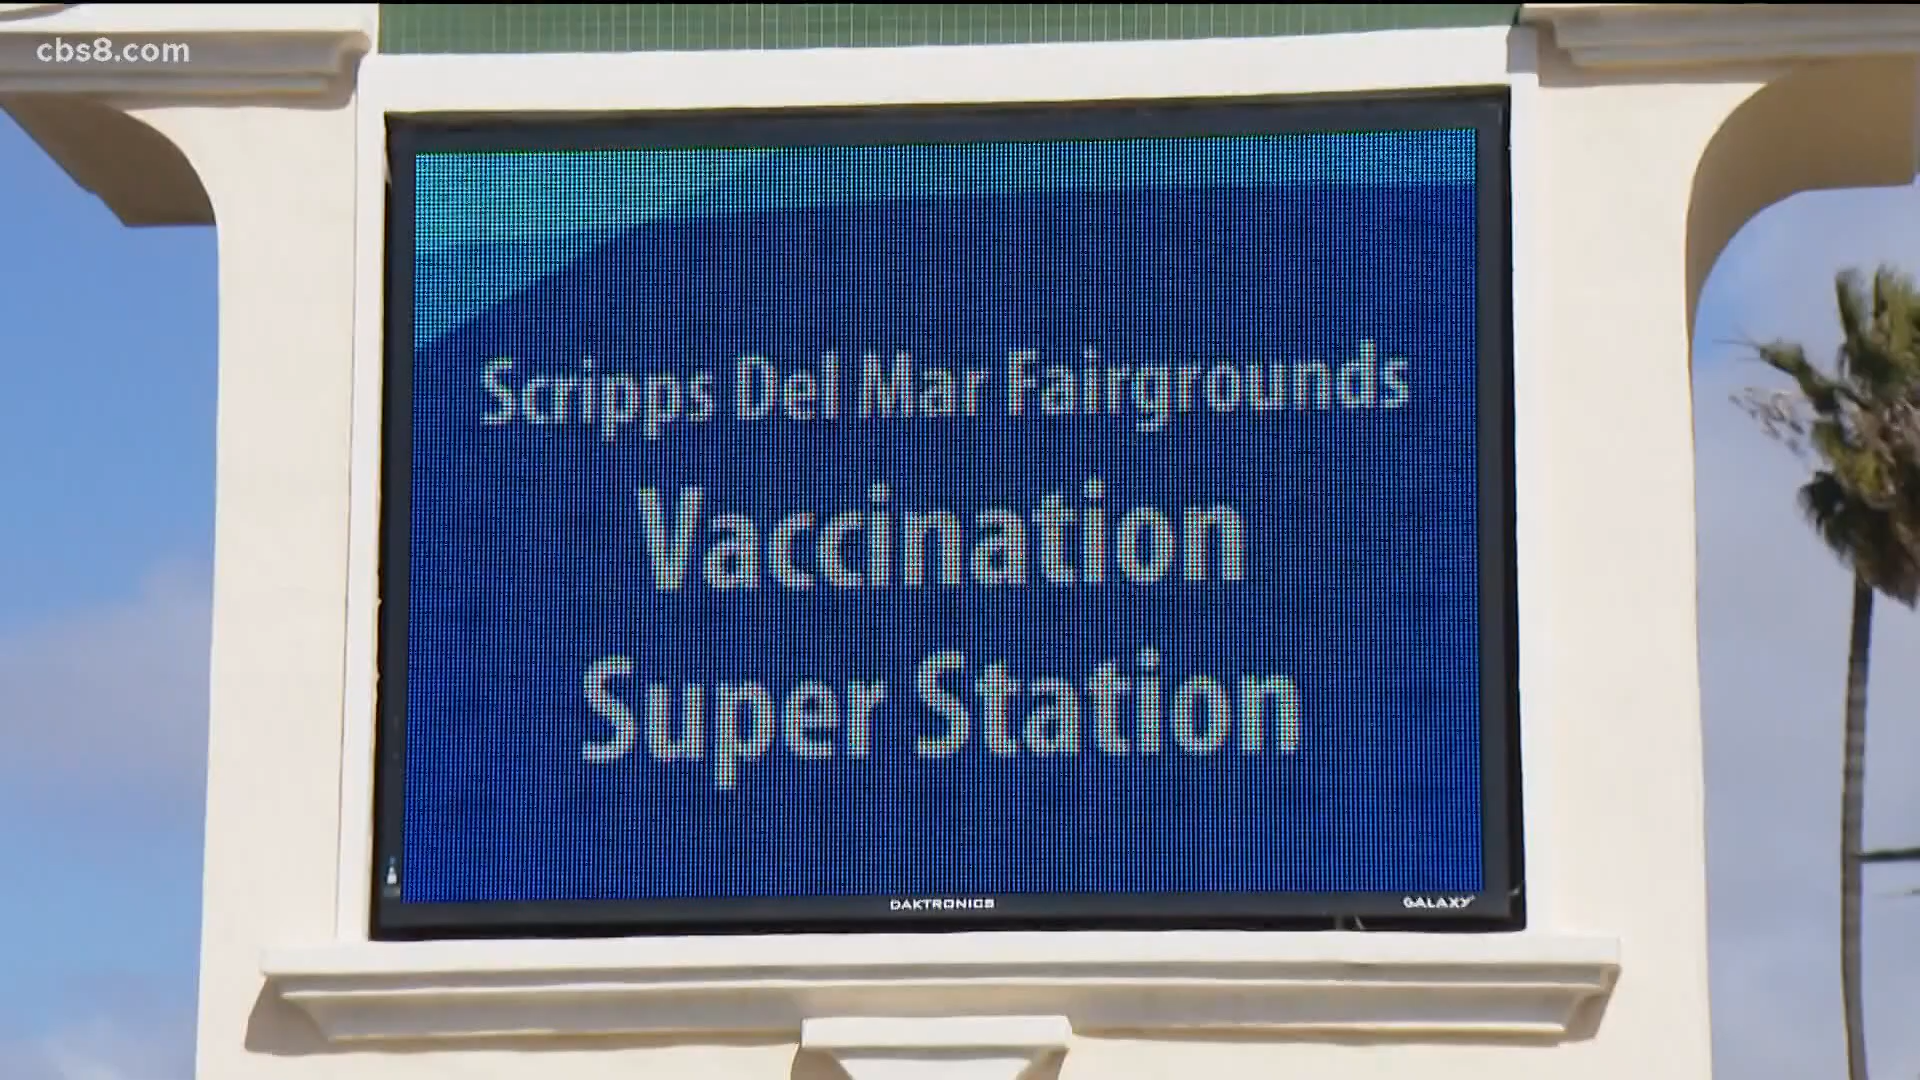 cbs8.com
Scripps Del Mar Fairgrounds
Vaccination
Super Station
DAKTRONICS
GALAXY